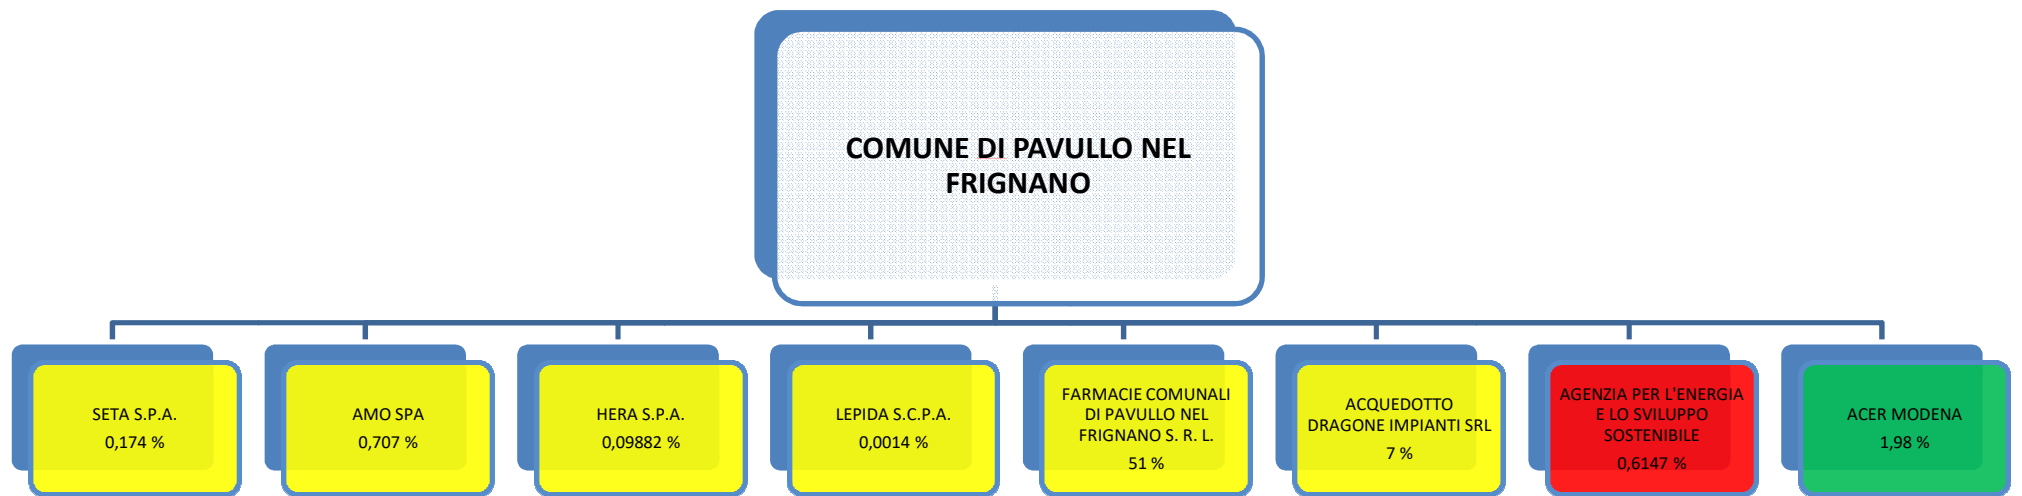 COMUNE DI PAVULLO NEL
FRIGNANO
SETA S.P.A.
0,174 %
AMO SPA
0,707 %
HERA S.P.A.
0,09882 %
LEPIDA S.C.P.A.
0,0014 %
FARMACIE COMUNALI
DI PAVULLO NEL
FRIGNANO S. R. L.
51 %
ACQUEDOTTO
DRAGONE IMPIANTI SRL
7 %
AGENZIA PER L'ENERGIA
E LO SVILUPPO
SOSTENIBILE
0,6147 %
ACER MODENA
1,98 %